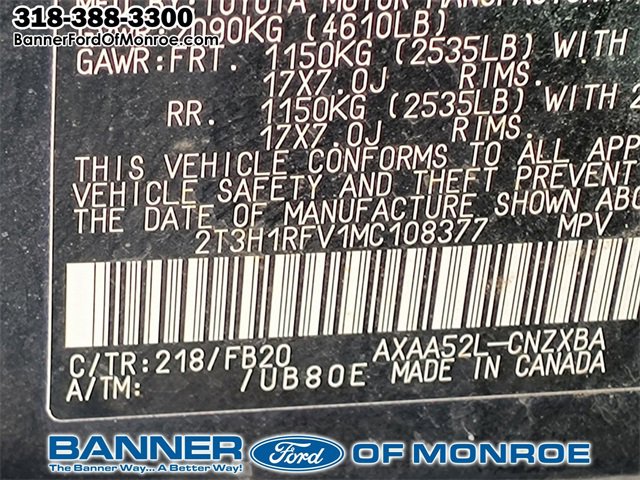 318-388-3300
BannerFordOfMonroe.com
TOYOTA MOTOR
090KG (4610LB)
GAWR:FRT. 1150KG (2535LB) WITH
17X7.0J RIMS.
RR. 1150KG (2535LB) WITH 2
17X7.0J RIMS.
THIS VEHICLE CONFORMS TO ALL APP
VEHICLE SAFETY AND THEFT PREVENT
THE DATE OF MANUFACTURE SHOWN ABO
2T3H1RFV1MC108377 MPV
C/TR:218/FB20 AXAA52L-CNZXBA
A/TM: /UB80E MADE IN CANADA
BANNER Ford OF MONROE
The Banner Way... A Better Way!